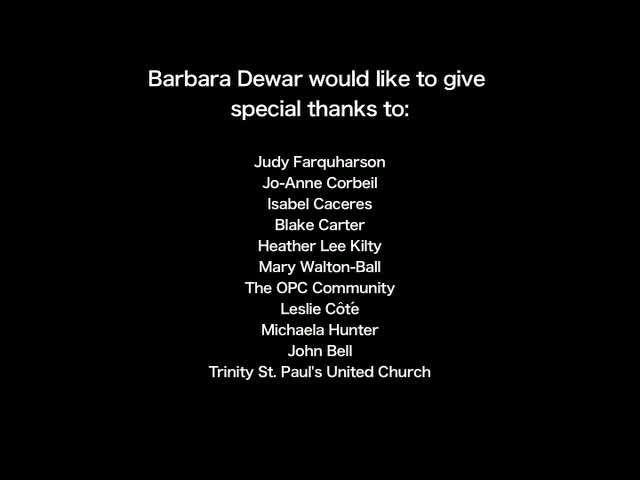 Barbara Dewar would like to give
special thanks to:
Judy Farquharson
Jo-Anne Corbeil
Isabel Caceres
Blake Carter
Heather Lee Kilty
Mary Walton-Ball
The OPC Community
Leslie Côté
Michaela Hunter
John Bell
Trinity St. Paul's United Church